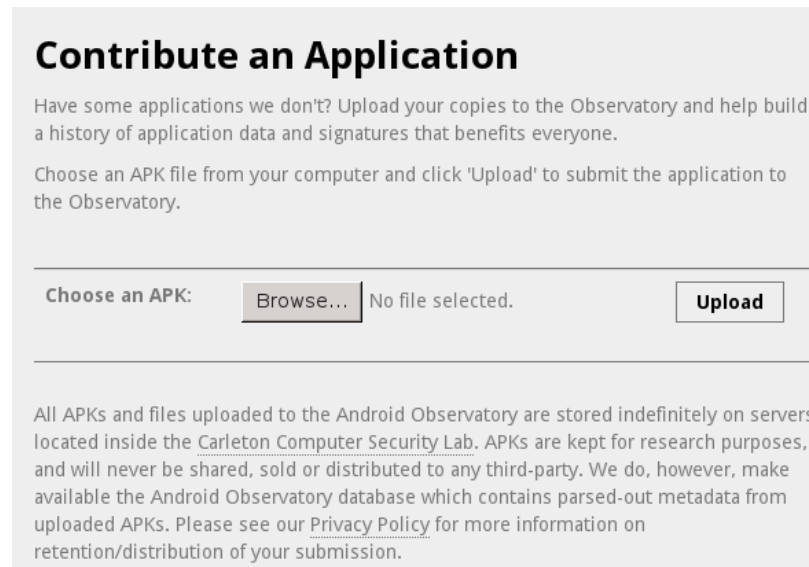 Contribute an Application
Have some applications we don't? Upload your copies to the Observatory and help build
a history of application data and signatures that benefits everyone.
Choose an APK file from your computer and click 'Upload' to submit the application to
the Observatory.
Choose an APK: Browse... No file selected. Upload
All APKs and files uploaded to the Android Observatory are stored indefinitely on servers
located inside the Carleton Computer Security Lab. APKs are kept for research purposes,
and will never be shared, sold or distributed to any third-party. We do, however, make
available the Android Observatory database which contains parsed-out metadata from
uploaded APKs. Please see our Privacy Policy for more information on
retention/distribution of your submission.